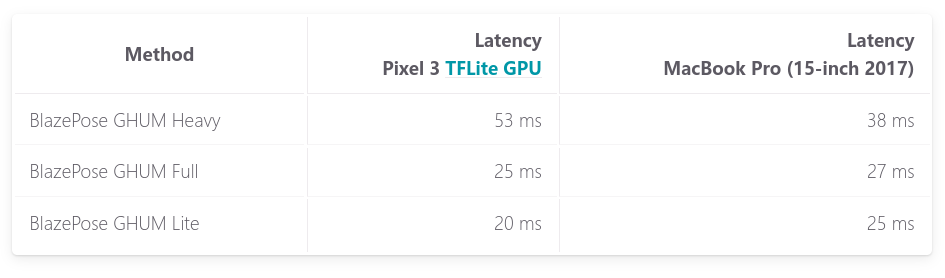 Method
Latency
Pixel 3 TFLite GPU
Latency
MacBook Pro (15-inch 2017)
BlazePose GHUM Heavy 53 ms 38 ms
BlazePose GHUM Full 25 ms 27 ms
BlazePose GHUM Lite 20 ms 25 ms